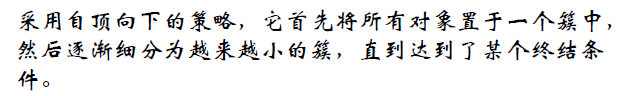 采用自顶向下的策略，它首先将所有对象置于一个簇中，
然后逐渐细分为越来越小的簇，直到达到了某个终结条
件。